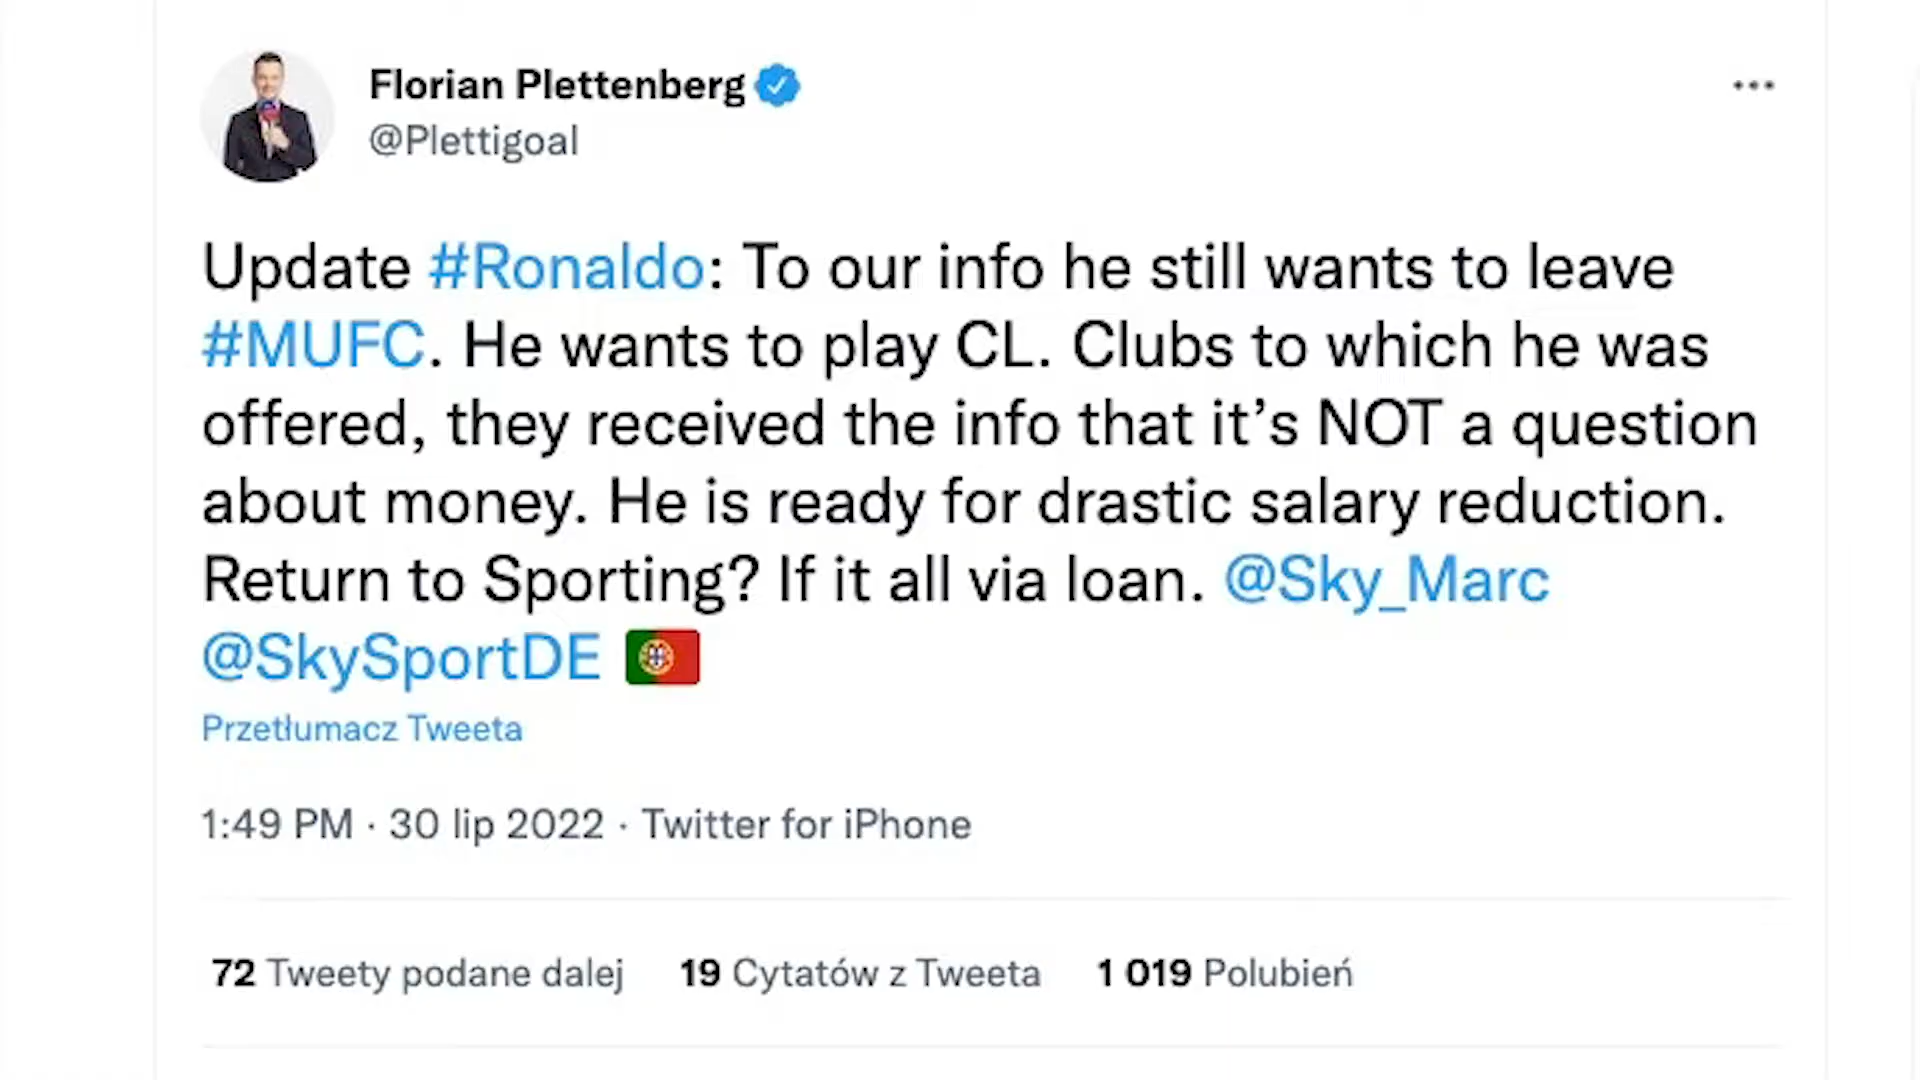 Florian Plettenberg
@Plettigoal
Update #Ronaldo: To our info he still wants to leave
#MUFC. He wants to play CL. Clubs to which he was
offered, they received the info that it’s NOT a question
about money. He is ready for drastic salary reduction.
Return to Sporting? If it all via loan. @Sky_Marc
@SkySportDE 🇵🇹
Przetłumacz Tweeta
1:49 PM · 30 lip 2022 · Twitter for iPhone
72 Tweety podane dalej 19 Cytatów z Tweeta 1 019 Polubień